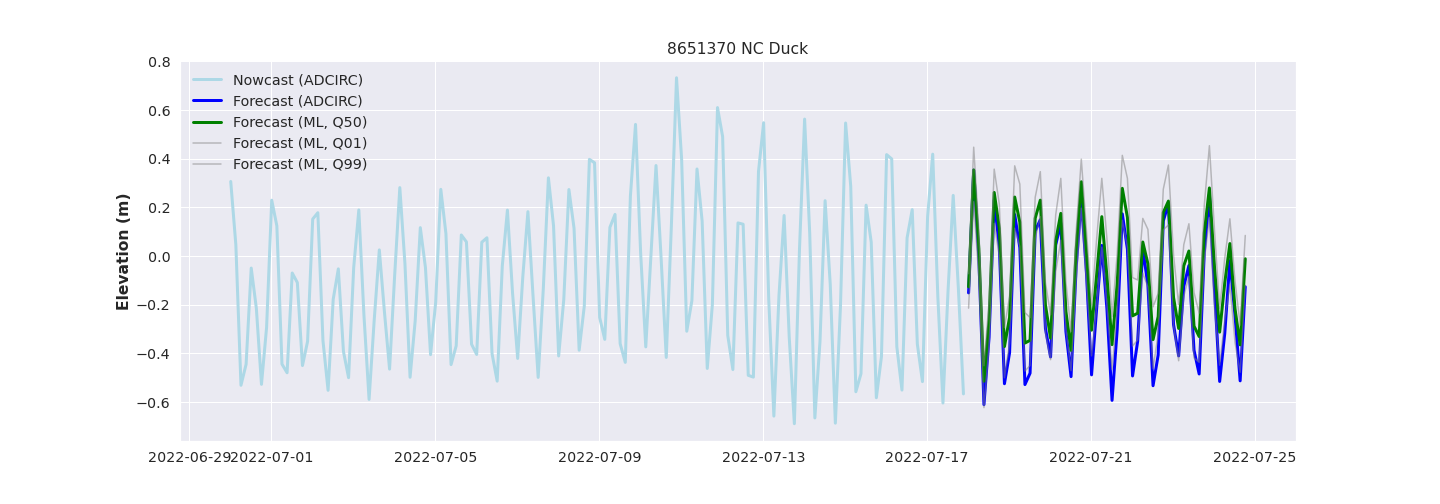 8651370 NC Duck
0.8
0.6
0.4
0.2
0.0
−0.2
−0.4
−0.6
Elevation (m)
Nowcast (ADCIRC)
Forecast (ADCIRC)
Forecast (ML, Q50)
Forecast (ML, Q01)
Forecast (ML, Q99)
2022-06-29 2022-07-01 2022-07-05 2022-07-09 2022-07-13 2022-07-17 2022-07-21 2022-07-25